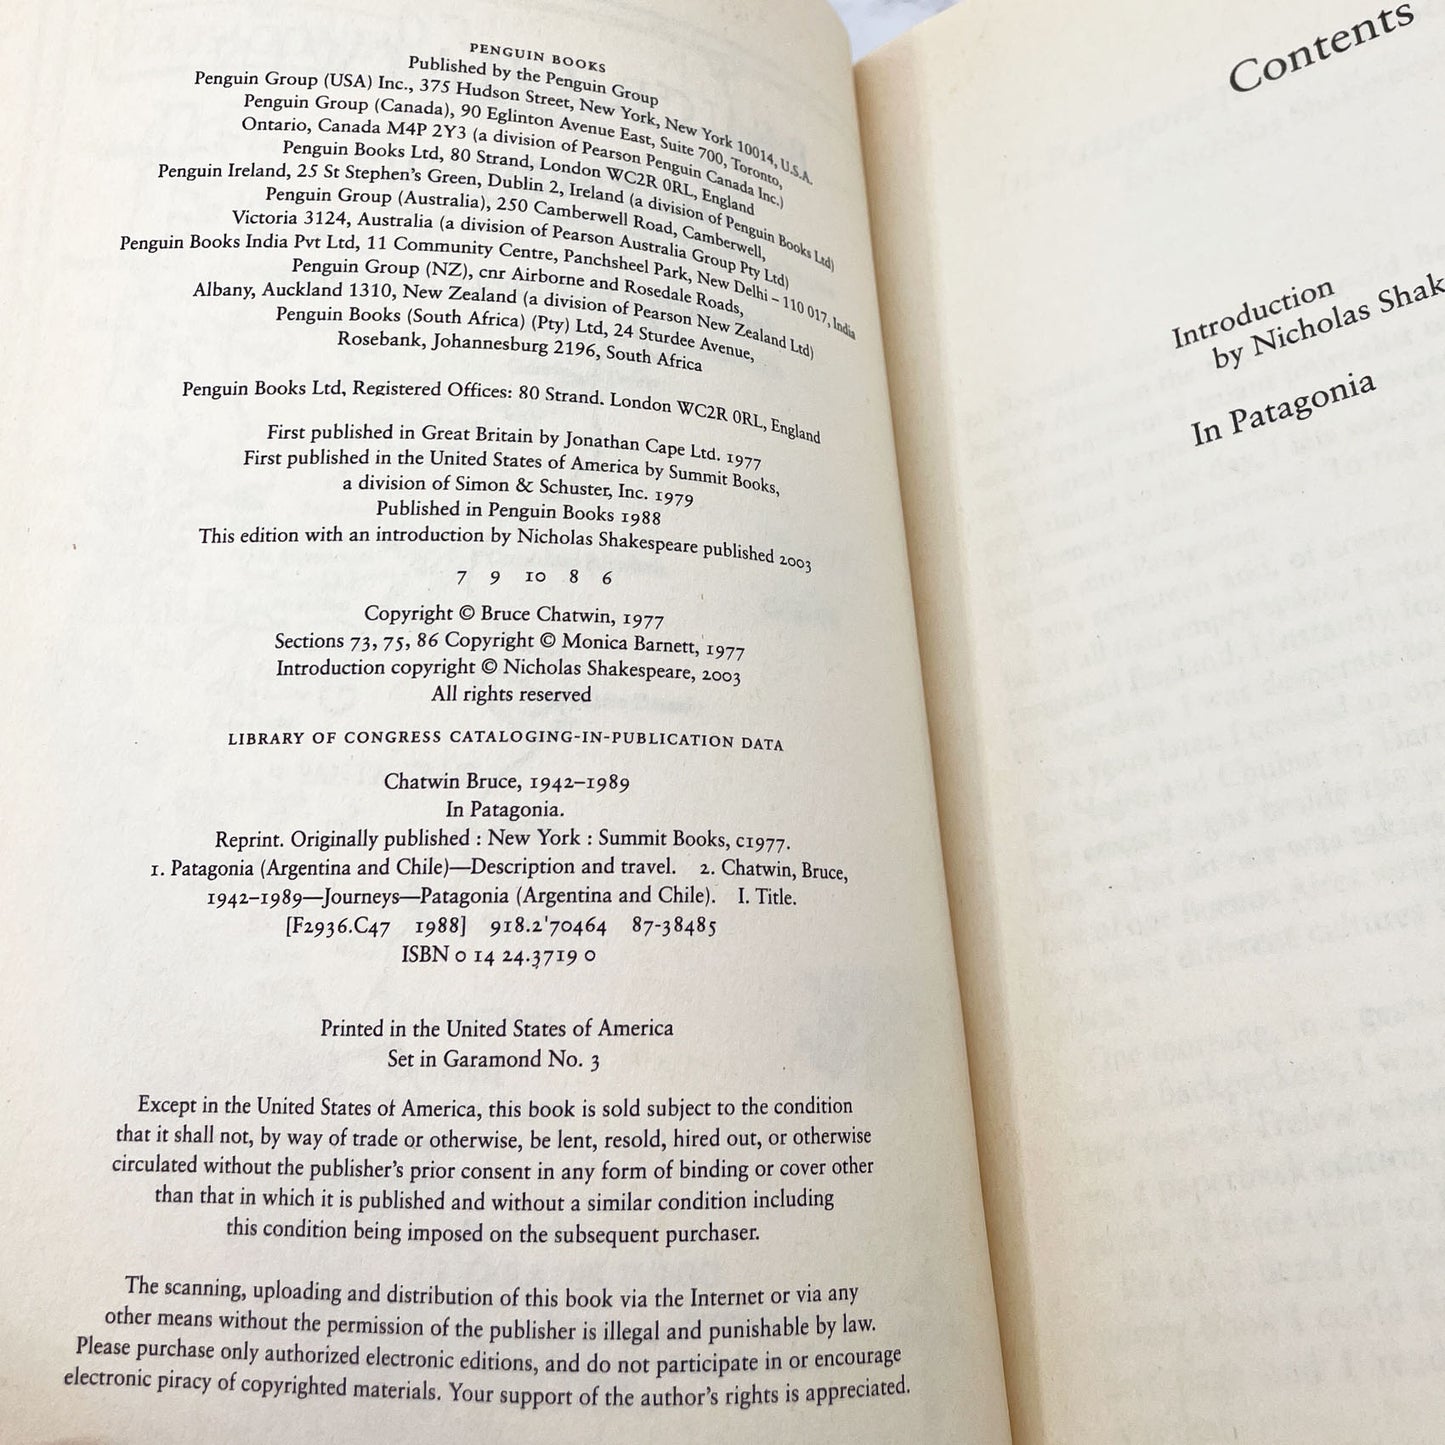 PENGUIN BOOKS
Published by the Penguin Group
Penguin Group (USA) Inc., 375 Hudson Street, New York, New York 10014, U.S.A.
Penguin Group (Canada), 90 Eglinton Avenue East, Suite 700, Toronto,
Ontario, Canada M4P 2Y3 (a division of Pearson Penguin Canada Inc.)
Penguin Books Ltd, 80 Strand, London WC2R 0RL, England
Penguin Ireland, 25 St Stephen's Green, Dublin 2, Ireland (a division of Penguin Books Ltd)
Penguin Group (Australia), 250 Camberwell Road, Camberwell,
Victoria 3124, Australia (a division of Pearson Australia Group Pty Ltd)
Penguin Books India Pvt Ltd, 11 Community Centre, Panchsheel Park, New Delhi – 110 017, India
Penguin Group (NZ), cnr Airborne and Rosedale Roads,
Albany, Auckland 1310, New Zealand (a division of Pearson New Zealand Ltd)
Penguin Books (South Africa) (Pty) Ltd, 24 Sturdee Avenue,
Rosebank, Johannesburg 2196, South Africa
Penguin Books Ltd, Registered Offices: 80 Strand. London WC2R 0RL, England
First published in Great Britain by Jonathan Cape Ltd. 1977
First published in the United States of America by Summit Books,
a division of Simon & Schuster, Inc. 1979
Published in Penguin Books 1988
This edition with an introduction by Nicholas Shakespeare published 2003
7 9 10 8 6
Copyright © Bruce Chatwin, 1977
Sections 73, 75, 86 Copyright © Monica Barnett, 1977
Introduction copyright © Nicholas Shakespeare, 2003
All rights reserved
LIBRARY OF CONGRESS CATALOGING-IN-PUBLICATION DATA
Chatwin Bruce, 1942–1989
In Patagonia.
Reprint. Originally published : New York : Summit Books, c1977.
1. Patagonia (Argentina and Chile)—Description and travel. 2. Chatwin, Bruce,
1942–1989—Journeys—Patagonia (Argentina and Chile). I. Title.
[F2936.C47 1988] 918.2'70464 87-38485
ISBN 0 14 24.3719 0
Printed in the United States of America
Set in Garamond No. 3
Except in the United States of America, this book is sold subject to the condition
that it shall not, by way of trade or otherwise, be lent, resold, hired out, or otherwise
circulated without the publisher's prior consent in any form of binding or cover other
than that in which it is published and without a similar condition including
this condition being imposed on the subsequent purchaser.
The scanning, uploading and distribution of this book via the Internet or via any
other means without the permission of the publisher is illegal and punishable by law.
Please purchase only authorized electronic editions, and do not participate in or encourage
electronic piracy of copyrighted materials. Your support of the author's rights is appreciated.
Contents
Introduction
by Nicholas Shak
In Patagonia